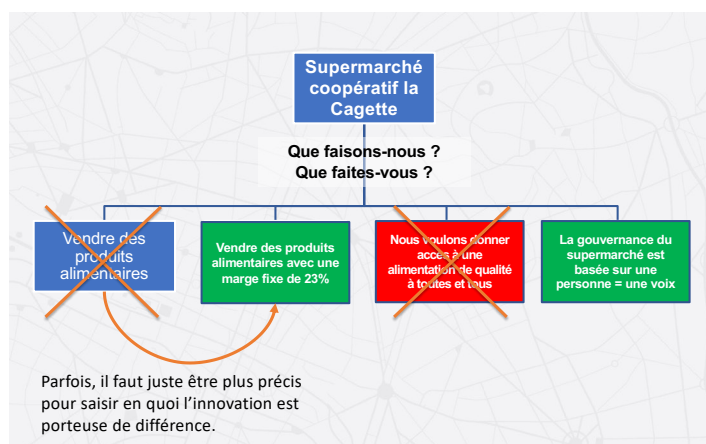 Supermarché
coopératif la
Cagette
Que faisons-nous ?
Que faites-vous ?
Vendre des
produits
alimentaires
Vendre des produits
alimentaires avec une
marge fixe de 23%
Nous voulons donner
accès à une
alimentation de qualité
à toutes et tous
La gouvernance du
supermarché est
basée sur une
personne = une voix
Parfois, il faut juste être plus précis
pour saisir en quoi l'innovation est
porteuse de différence.